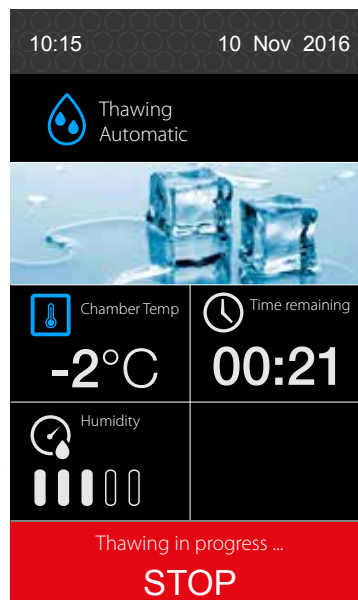 10:15 10 Nov 2016
Thawing
Automatic
Chamber Temp
-2°C
Time remaining
00:21
Humidity
Thawing in progress ...
STOP